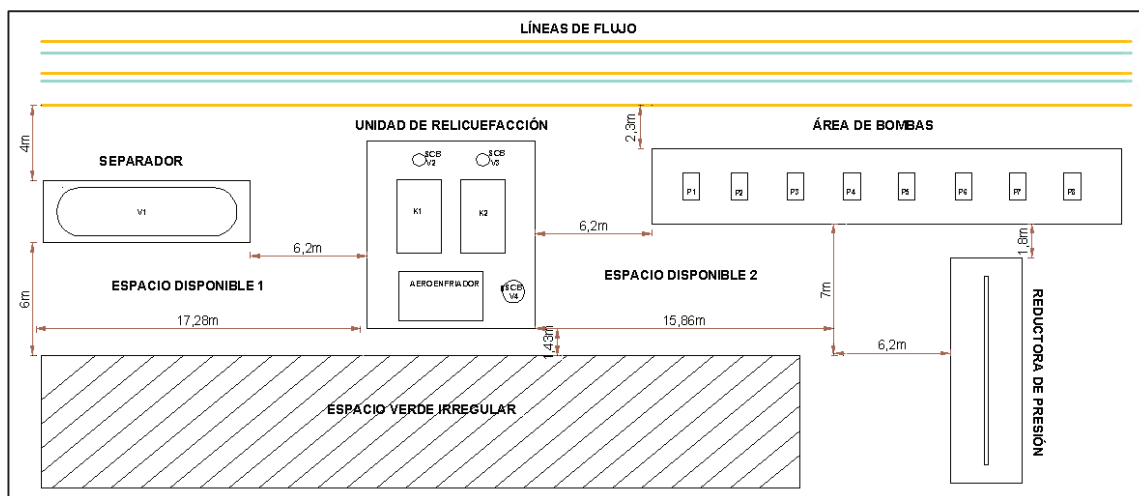 LÍNEAS DE FLUJO
4m
2,3m
UNIDAD DE RELICUEFACCIÓN
ÁREA DE BOMBAS
SEPARADOR
SCB
V2
SCB
V3
V1
K1
K2
P1
P2
P3
P4
P5
P6
P7
P8
6,2m
6,2m
1,8m
6m
ESPACIO DISPONIBLE 1
AEROENFRIADOR
SCB
V4
ESPACIO DISPONIBLE 2
7m
17,28m
15,86m
1,43m
6,2m
REDUCTORA DE PRESIÓN
ESPACIO VERDE IRREGULAR